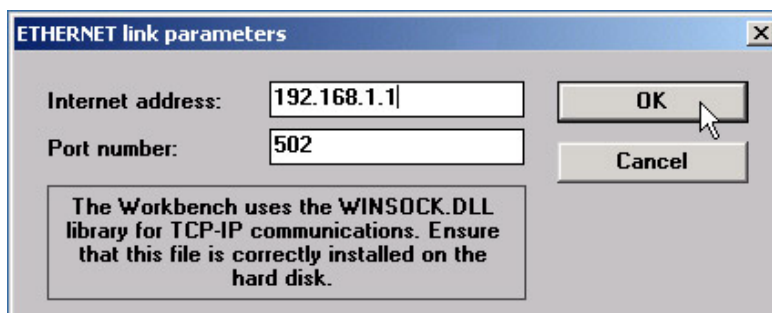 ETHERNET link parameters
Internet address: 192.168.1.1 OK
Port number: 502
Cancel
The Workbench uses the WINSOCK.DLL
library for TCP-IP communications. Ensure
that this file is correctly installed on the
hard disk.